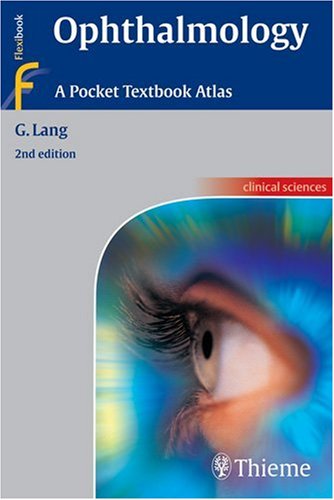 Flexibook
Ophthalmology
A Pocket Textbook Atlas
G. Lang
2nd edition
clinical sciences
Thieme